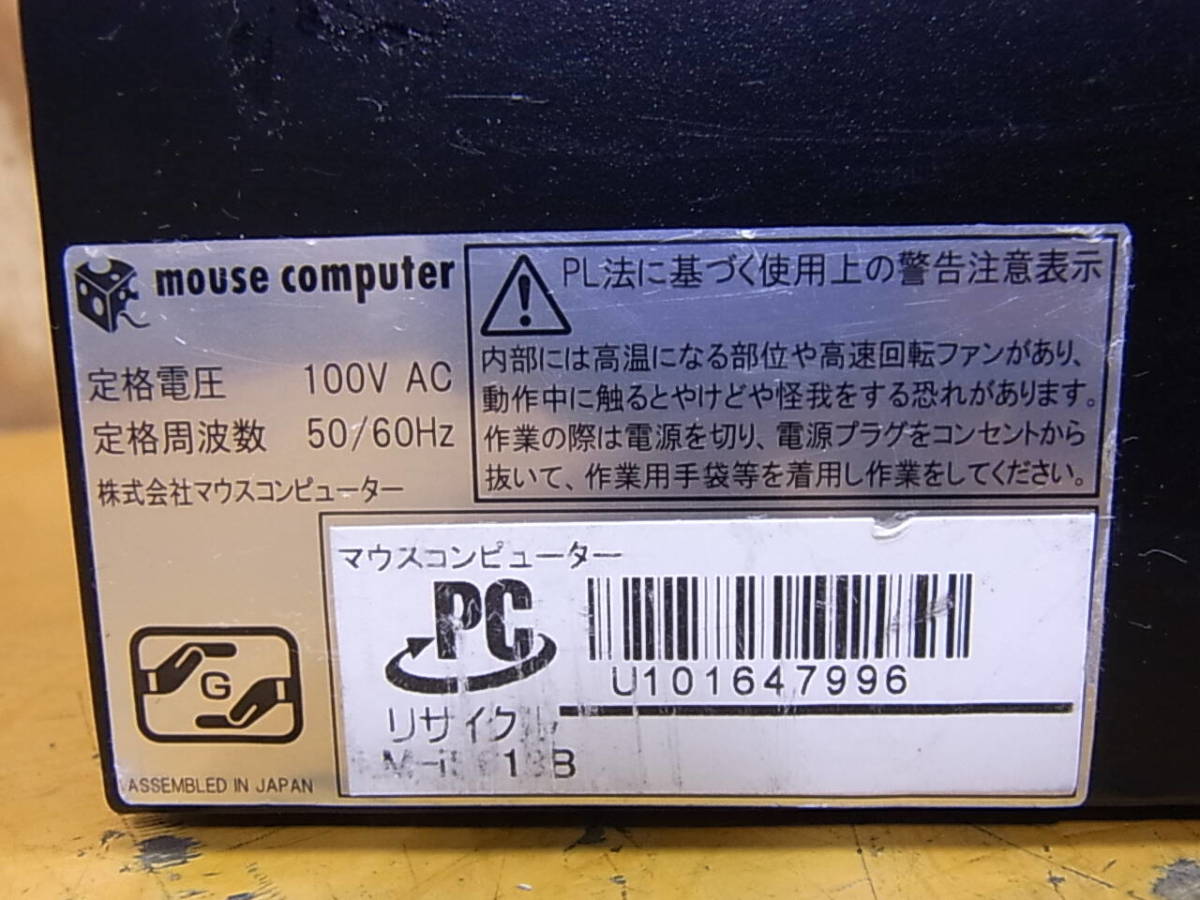 mouse computer
定格電圧 100V AC
定格周波数 50/60Hz
株式会社マウスコンピューター
PL法に基づく使用上の警告注意表示
内部には高温になる部位や高速回転ファンがあり、
動作中に触るとやけどや怪我をする恐れがあります。
作業の際は電源を切り、電源プラグをコンセントから
抜いて、作業用手袋等を着用し作業をしてください。
マウスコンピューター
PC
リサイクル
U101647996
G
ASSEMBLED IN JAPAN